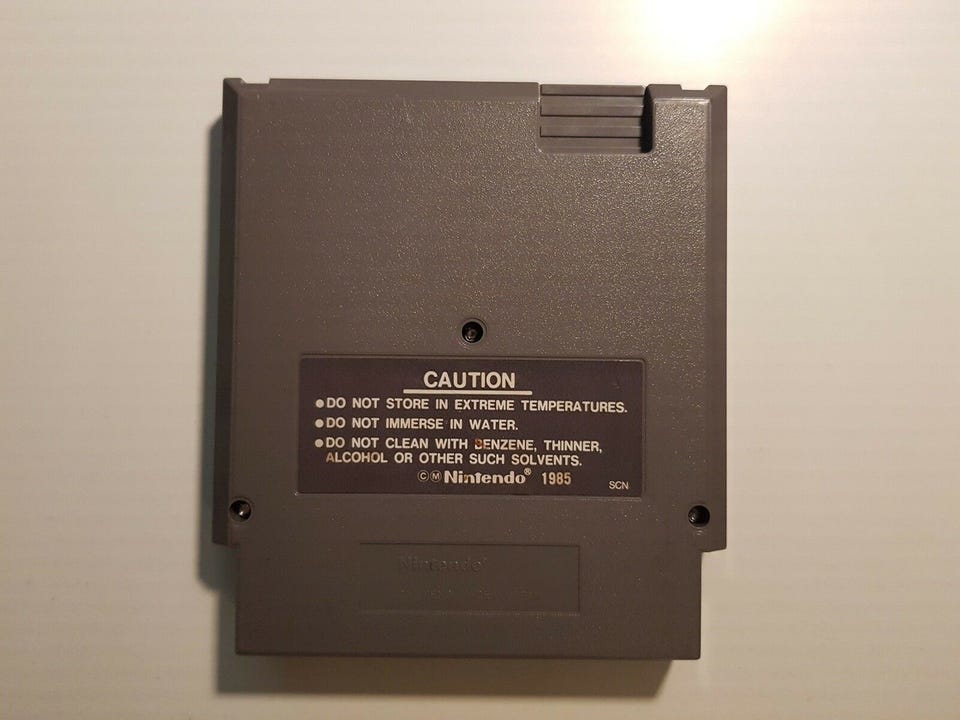 CAUTION
●DO NOT STORE IN EXTREME TEMPERATURES.
●DO NOT IMMERSE IN WATER.
●DO NOT CLEAN WITH BENZENE, THINNER,
ALCOHOL OR OTHER SUCH SOLVENTS.
ⒸⓂNintendo® 1985
SCN
Nintendo®